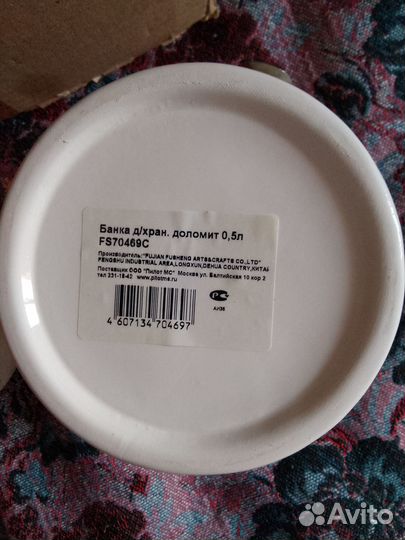 Банка д/хран. доломит 0,5л
FS70469C
Производитель:"FUJIAN FUSHENG ARTS&CRAFTS CO.,LTD"
FENGSHU INDUSTRIAL AREA,LONGXUN,DEHUA COUNTRY,КИТАЙ
Поставщик ООО "Пилот МС" Москва ул. Балтийская 10 кор 2
тел 231-18-42 www.pilotms.ru
4 607134 704697
АИ36
Avito